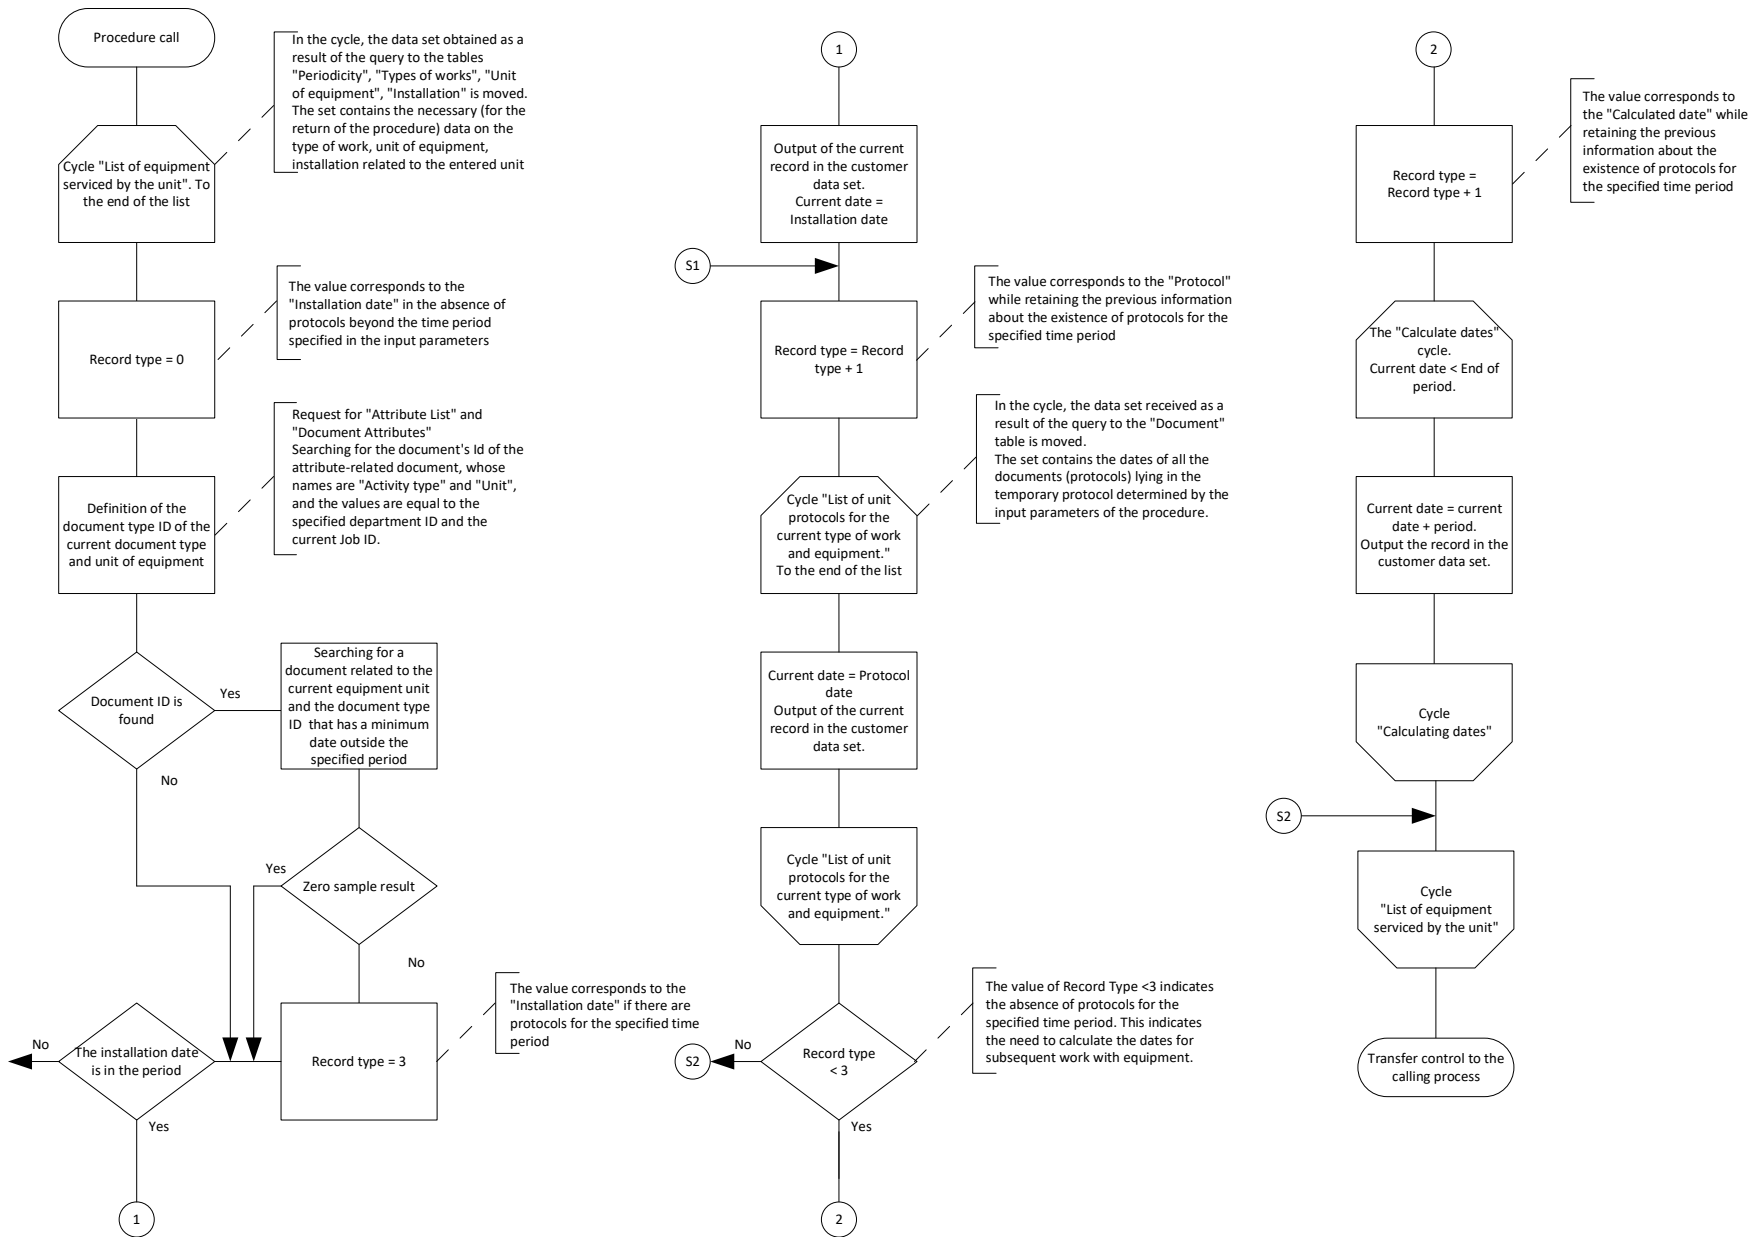 Procedure call
In the cycle, the data set obtained as a
result of the query to the tables
"Periodicity", "Types of works", "Unit
of equipment", "Installation" is moved.
The set contains the necessary (for the
return of the procedure) data on the
type of work, unit of equipment,
installation related to the entered unit
Cycle "List of equipment
serviced by the unit". To
the end of the list
The value corresponds to the
"Installation date" in the absence of
protocols beyond the time period
specified in the input parameters
Record type = 0
Request for "Attribute List" and
"Document Attributes"
Searching for the document's Id of the
attribute-related document, whose
names are "Activity type" and "Unit",
and the values are equal to the
specified department ID and the
current Job ID.
Definition of the
document type ID of the
current document type
and unit of equipment
Document ID is
found
Yes
No
Searching for a
document related to the
current equipment unit
and the document type
ID that has a minimum
date outside the
specified period
Yes
Zero sample result
No
The value corresponds to the
"Installation date" if there are
protocols for the specified time
period
Record type = 3
No
The installation date
is in the period
Yes
1
1
Output of the current
record in the customer
data set.
Current date =
Installation date
S1
The value corresponds to the "Protocol"
while retaining the previous information
about the existence of protocols for the
specified time period
Record type = Record
type + 1
In the cycle, the data set received as a
result of the query to the "Document"
table is moved.
The set contains the dates of all the
documents (protocols) lying in the
temporary protocol determined by the
input parameters of the procedure.
Cycle "List of unit
protocols for the
current type of work
and equipment."
To the end of the list
Current date = Protocol
date
Output of the current
record in the customer
data set.
Cycle "List of unit
protocols for the
current type of work
and equipment."
The value of Record Type <3 indicates
the absence of protocols for the
specified time period. This indicates
the need to calculate the dates for
subsequent work with equipment.
S2
No
Record type
< 3
Yes
2
2
The value corresponds to
the "Calculated date" while
retaining the previous
information about the
existence of protocols for
the specified time period
Record type =
Record type + 1
The "Calculate dates"
cycle.
Current date < End of
period.
Current date = current
date + period.
Output the record in the
customer data set.
Cycle
"Calculating dates"
S2
Cycle
"List of equipment
serviced by the unit"
Transfer control to the
calling process